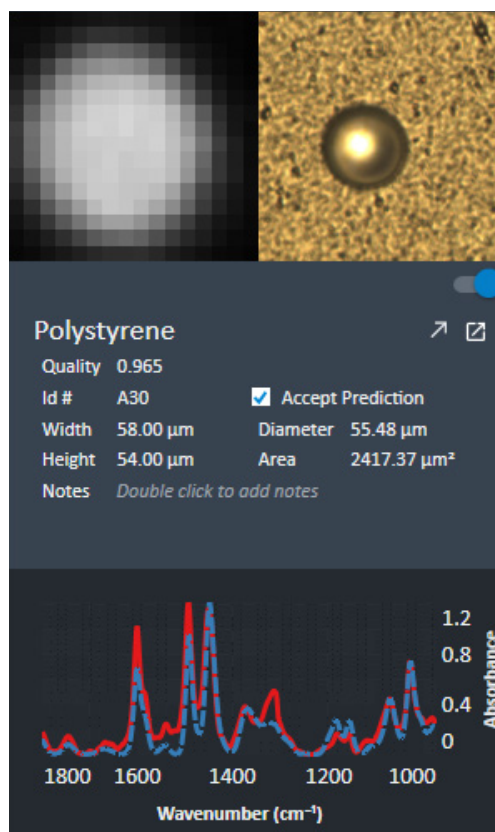 Polystyrene
Quality 0.965
Id # A30 Accept Prediction
Width 58.00 µm Diameter 55.48 µm
Height 54.00 µm Area 2417.37 µm²
Notes Double click to add notes
1.2
0.8
0.4
0
Absorbance
1800 1600 1400 1200 1000
Wavenumber (cm⁻¹)